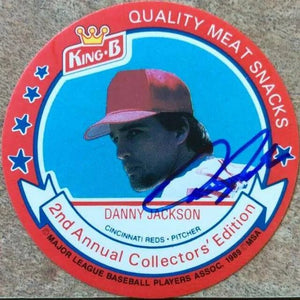 KING-B
QUALITY MEAT SNACKS
DANNY JACKSON
CINCINNATI REDS • PITCHER
2nd Annual Collectors' Edition
© MAJOR LEAGUE BASEBALL PLAYERS ASSOC. 1989 © MSA